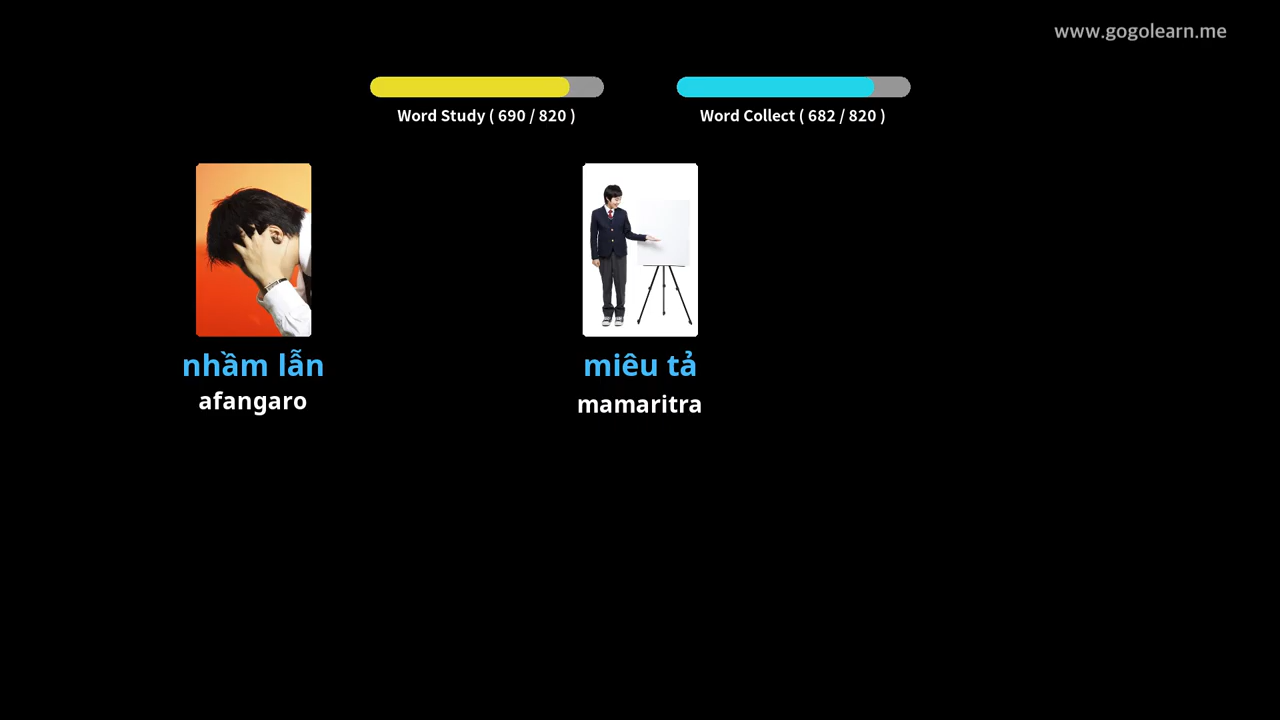 www.gogolearn.me
Word Study ( 690 / 820 )
Word Collect ( 682 / 820 )
nhầm lẫn
afangaro
miêu tả
mamaritra